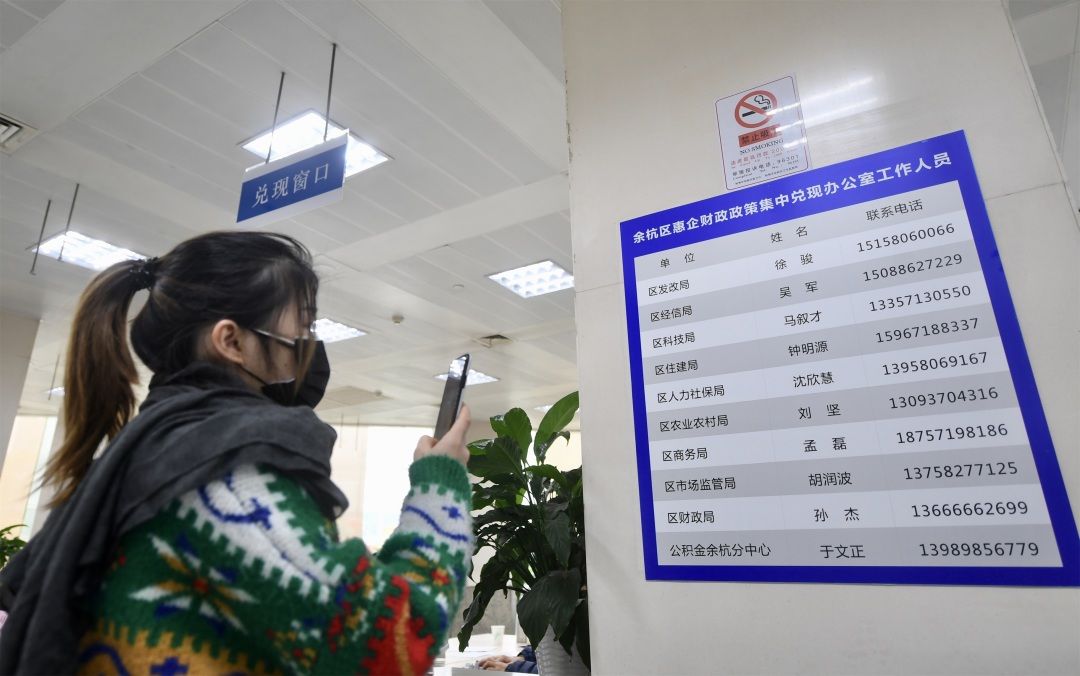 兑现窗口
禁止吸烟
NO SMOKING
余杭区惠企财政政策集中兑现办公室工作人员
单 位 姓 名 联系电话
区发改局 徐 骏 15158060066
区经信局 吴 军 15088627229
区科技局 马叙才 13357130550
区住建局 钟明源 15967188337
区人力社保局 沈欣慧 13958069167
区农业农村局 刘 坚 13093704316
区商务局 孟 磊 18757198186
区市场监管局 胡润波 13758277125
区财政局 孙 杰 13666662699
公积金余杭分中心 于文正 13989856779